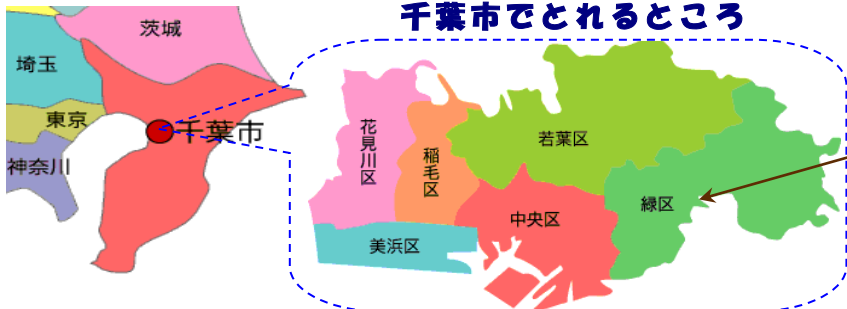 千葉市でとれるところ
茨城
埼玉
東京
千葉市
神奈川
花見川区
稲毛区
若葉区
緑区
中央区
美浜区